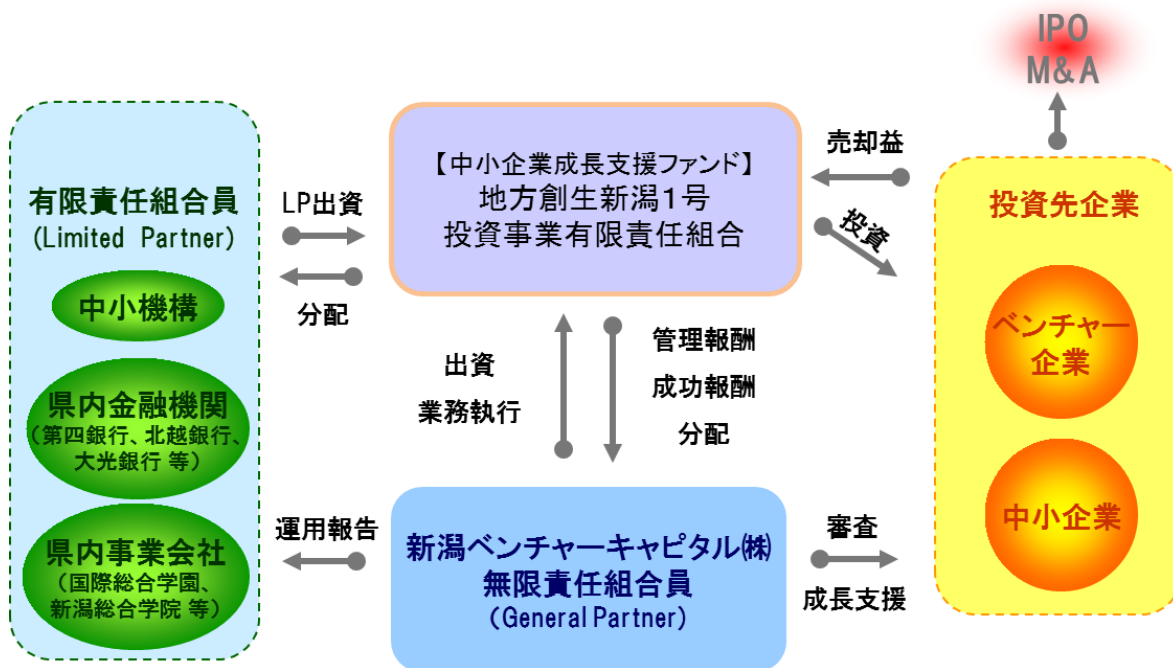 IPO
M&A
有限責任組合員
(Limited Partner)
中小機構
県内金融機関
（第四銀行、北越銀行、
大光銀行 等）
県内事業会社
（国際総合学園、
新潟総合学院 等）
LP出資
分配
運用報告
【中小企業成長支援ファンド】
地方創生新潟１号
投資事業有限責任組合
出資
業務執行
管理報酬
成功報酬
分配
新潟ベンチャーキャピタル㈱
無限責任組合員
（General Partner）
売却益
投資
審査
成長支援
投資先企業
ベンチャー
企業
中小企業